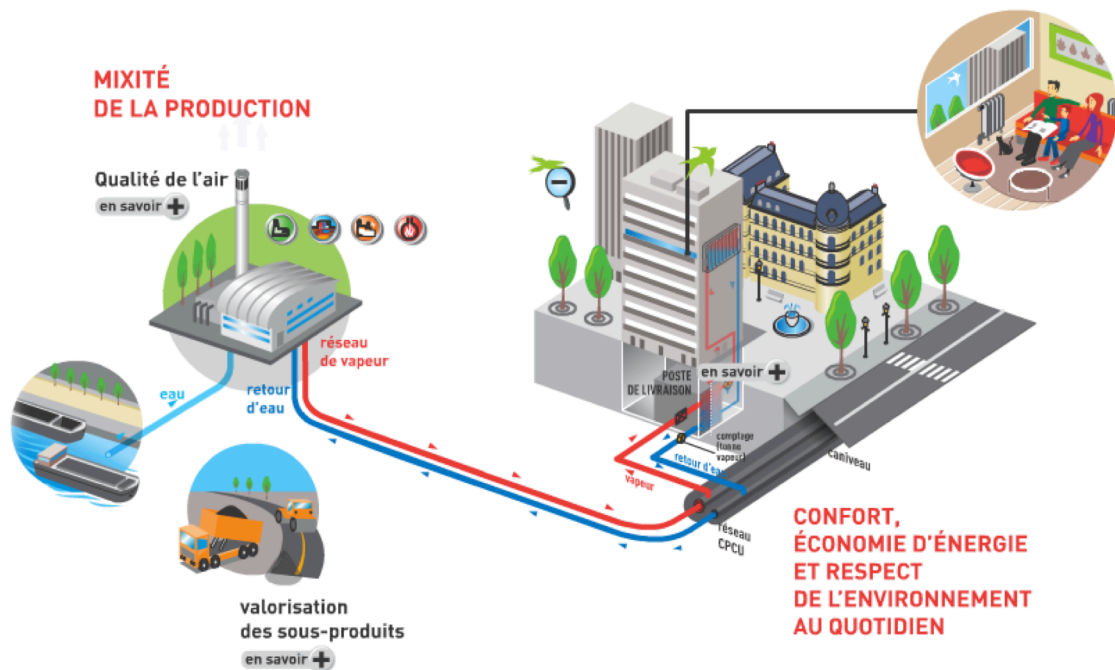 MIXITÉ
DE LA PRODUCTION
Qualité de l'air
en savoir +
réseau
de vapeur
eau
retour
d'eau
POSTE
DE LIVRAISON
en savoir +
comptage
(tonne
vapeur)
caniveau
vapeur
retour d'eau
réseau
CPCU
valorisation
des sous-produits
en savoir +
CONFORT,
ÉCONOMIE D'ÉNERGIE
ET RESPECT
DE L'ENVIRONNEMENT
AU QUOTIDIEN